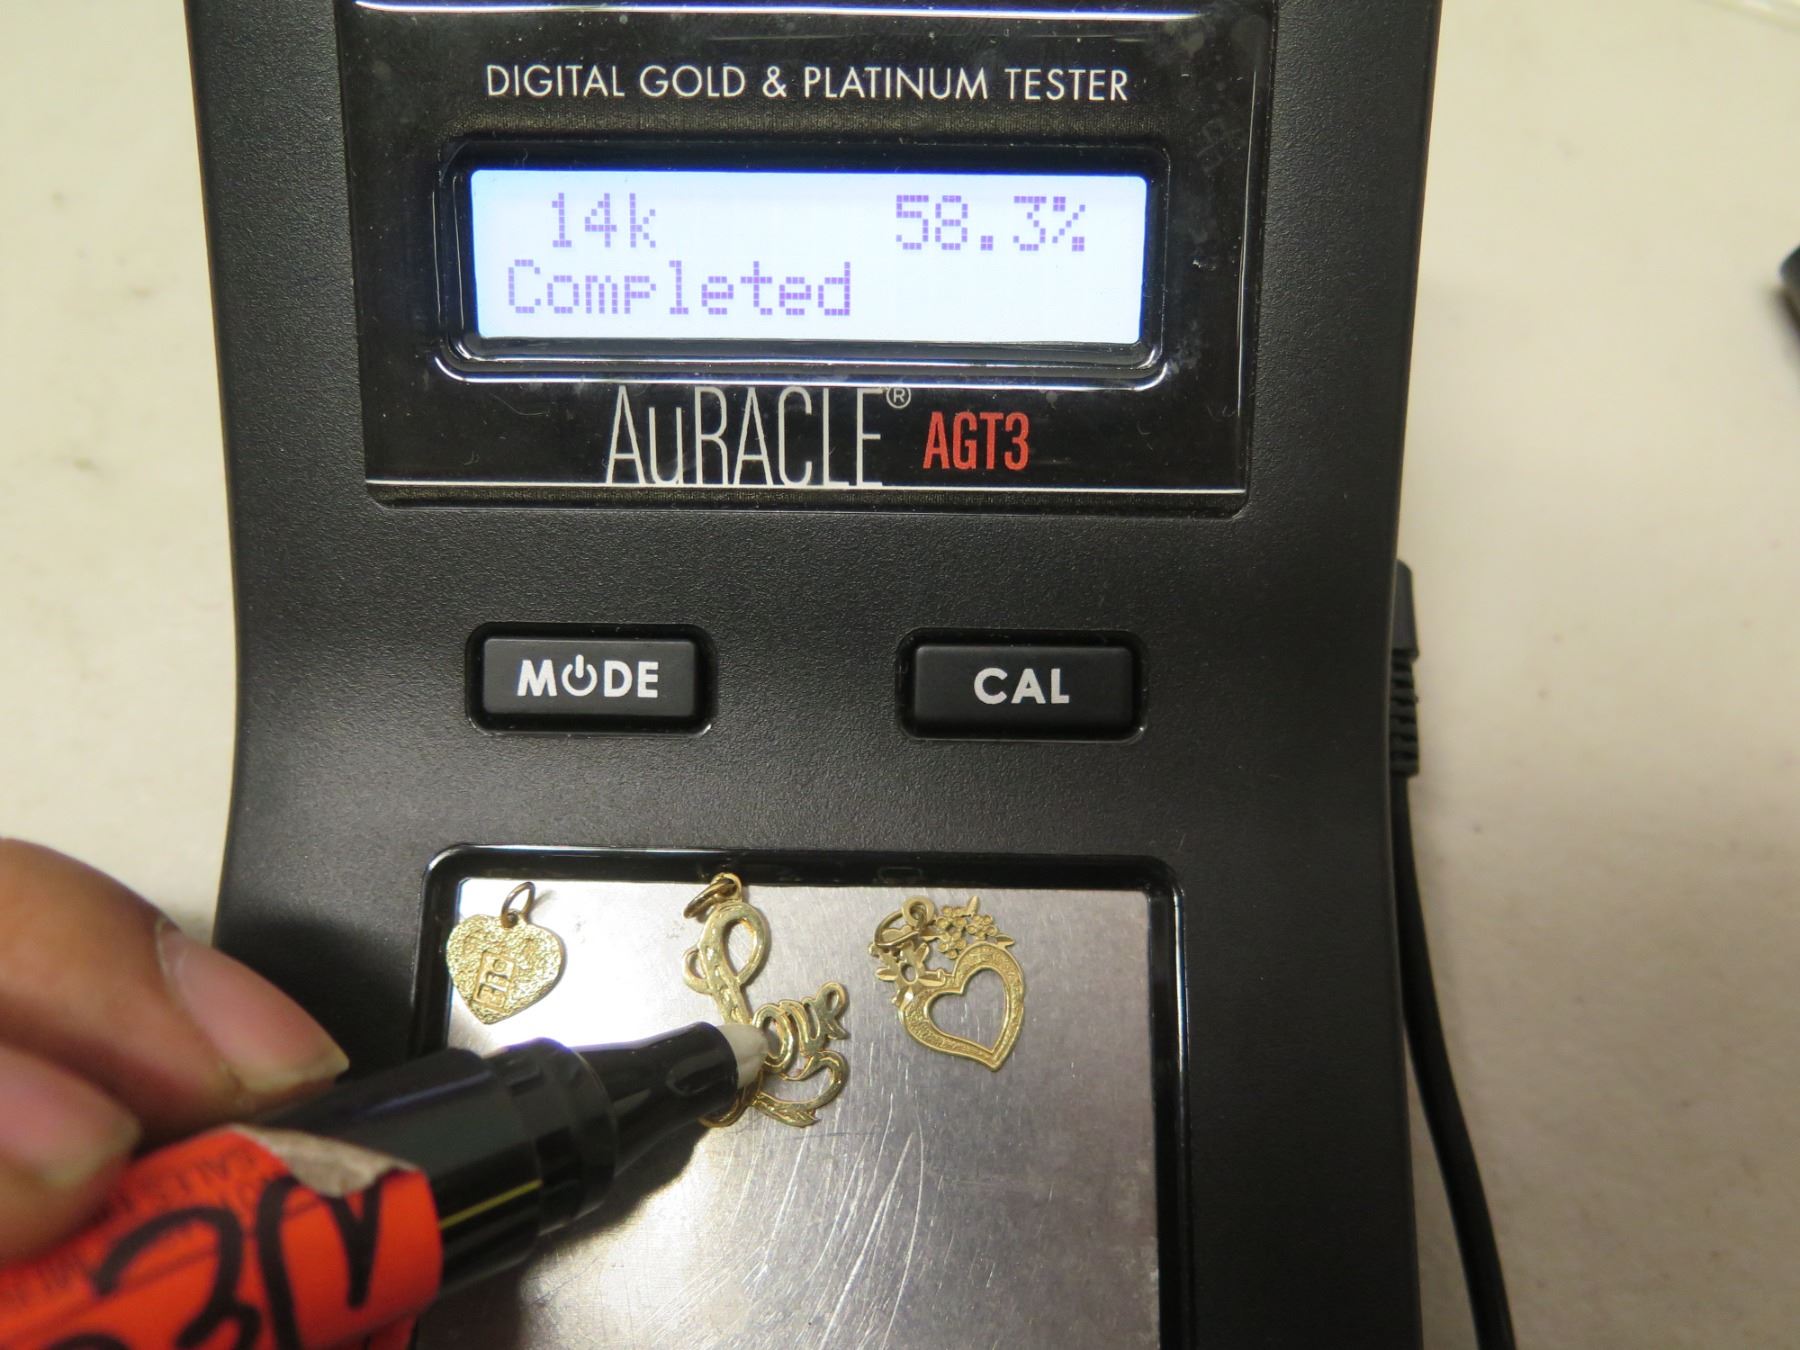 DIGITAL GOLD & PLATINUM TESTER
14k 58.3%
Completed
AuRACLE® AGT3
MODE
CAL
Love